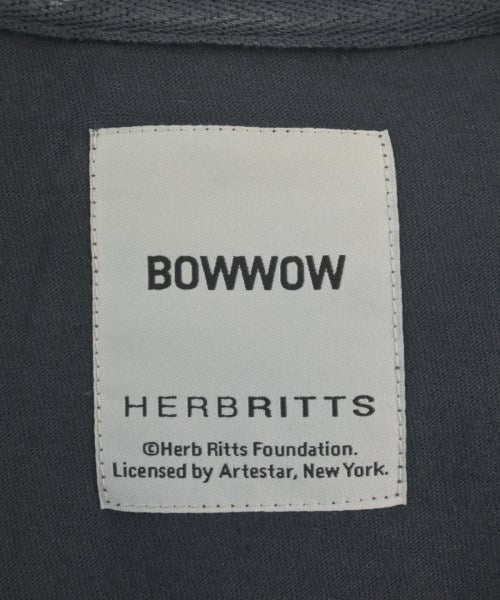 BOWWOW
HERBRITTS
©Herb Ritts Foundation.
Licensed by Artestar, New York.